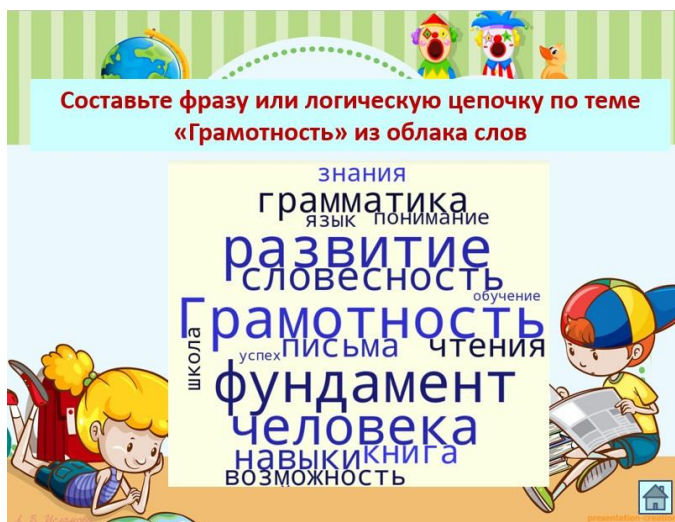 Составьте фразу или логическую цепочку по теме
«Грамотность» из облака слов
знания
грамматика
язык понимание
развитие
словесность
обучение
Грамотность
школа
успех письма чтения
фундамент
человека
навыки книга
возможность